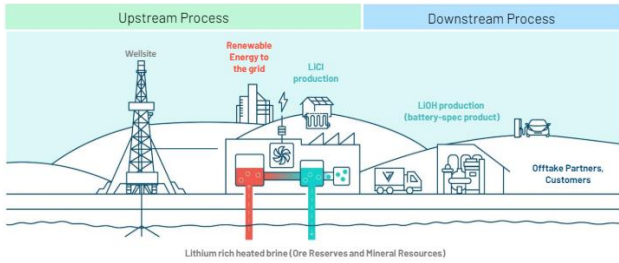 Upstream Process
Downstream Process
Wellsite
Renewable
Energy to
the grid
LiCl
production
LiOH production
(battery-spec product)
Offtake Partners,
Customers
Lithium rich heated brine (Ore Reserves and Mineral Resources)